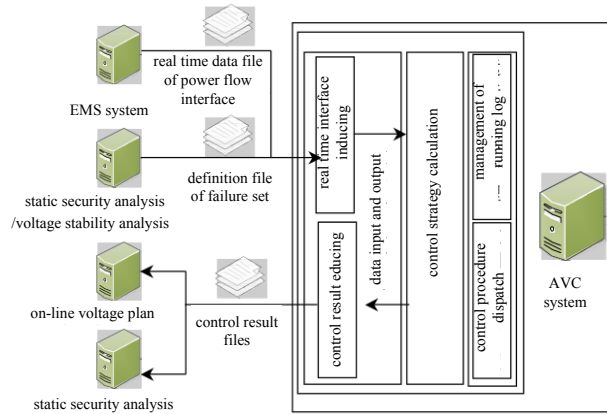 real time data file
of power flow
interface
EMS system
definition file
of failure set
static security analysis
/voltage stability analysis
on-line voltage plan
control result
files
static security analysis
real time interface
inducing
control result educing
data input and output
control strategy calculation
management of
running log
control procedure
dispatch
AVC
system